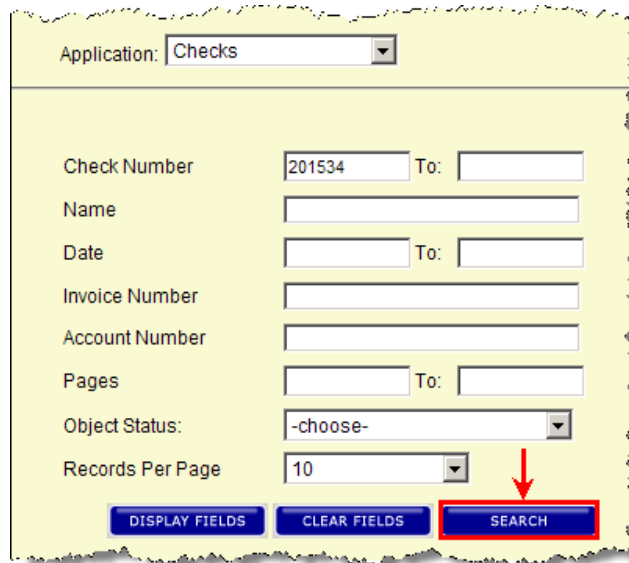 Application: Checks
Check Number 201534 To:
Name
Date To:
Invoice Number
Account Number
Pages To:
Object Status: -choose-
Records Per Page 10
DISPLAY FIELDS CLEAR FIELDS SEARCH